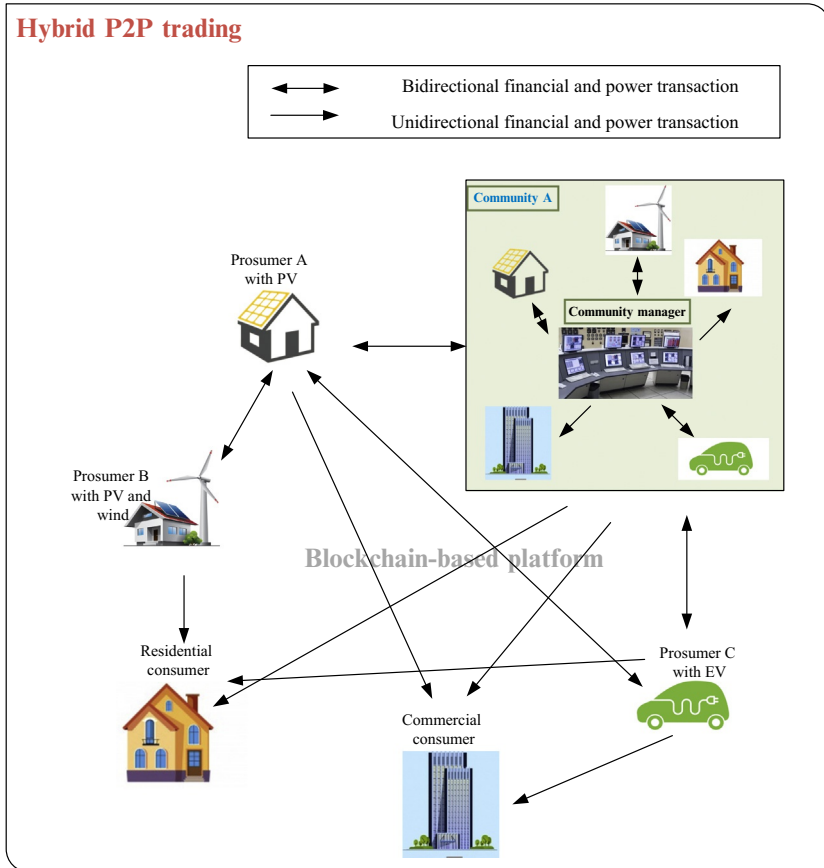 Hybrid P2P trading
Bidirectional financial and power transaction
Unidirectional financial and power transaction
Community A
Prosumer A
with PV
Community manager
Prosumer B
with PV and
wind
Blockchain-based platform
Residential
consumer
Prosumer C
with EV
Commercial
consumer